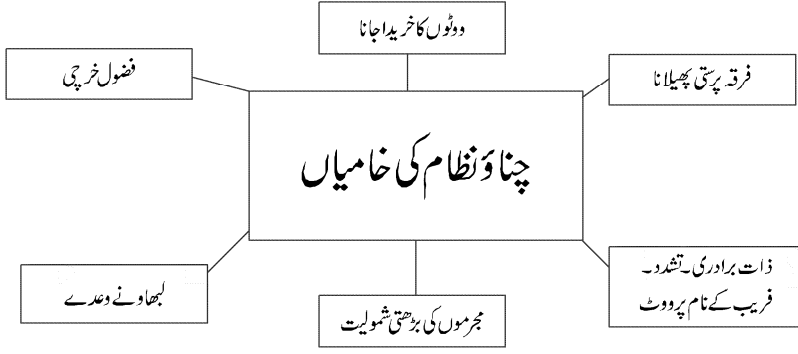 ووٹوں کا خریدا جانا
فضول خرچی
فرقہ پرستی پھیلانا
چناؤ نظام کی خامیاں
ذات برادری۔ تشدد۔
فریب کے نام پر ووٹ
لبھاونے وعدے
مجرموں کی بڑھتی شمولیت